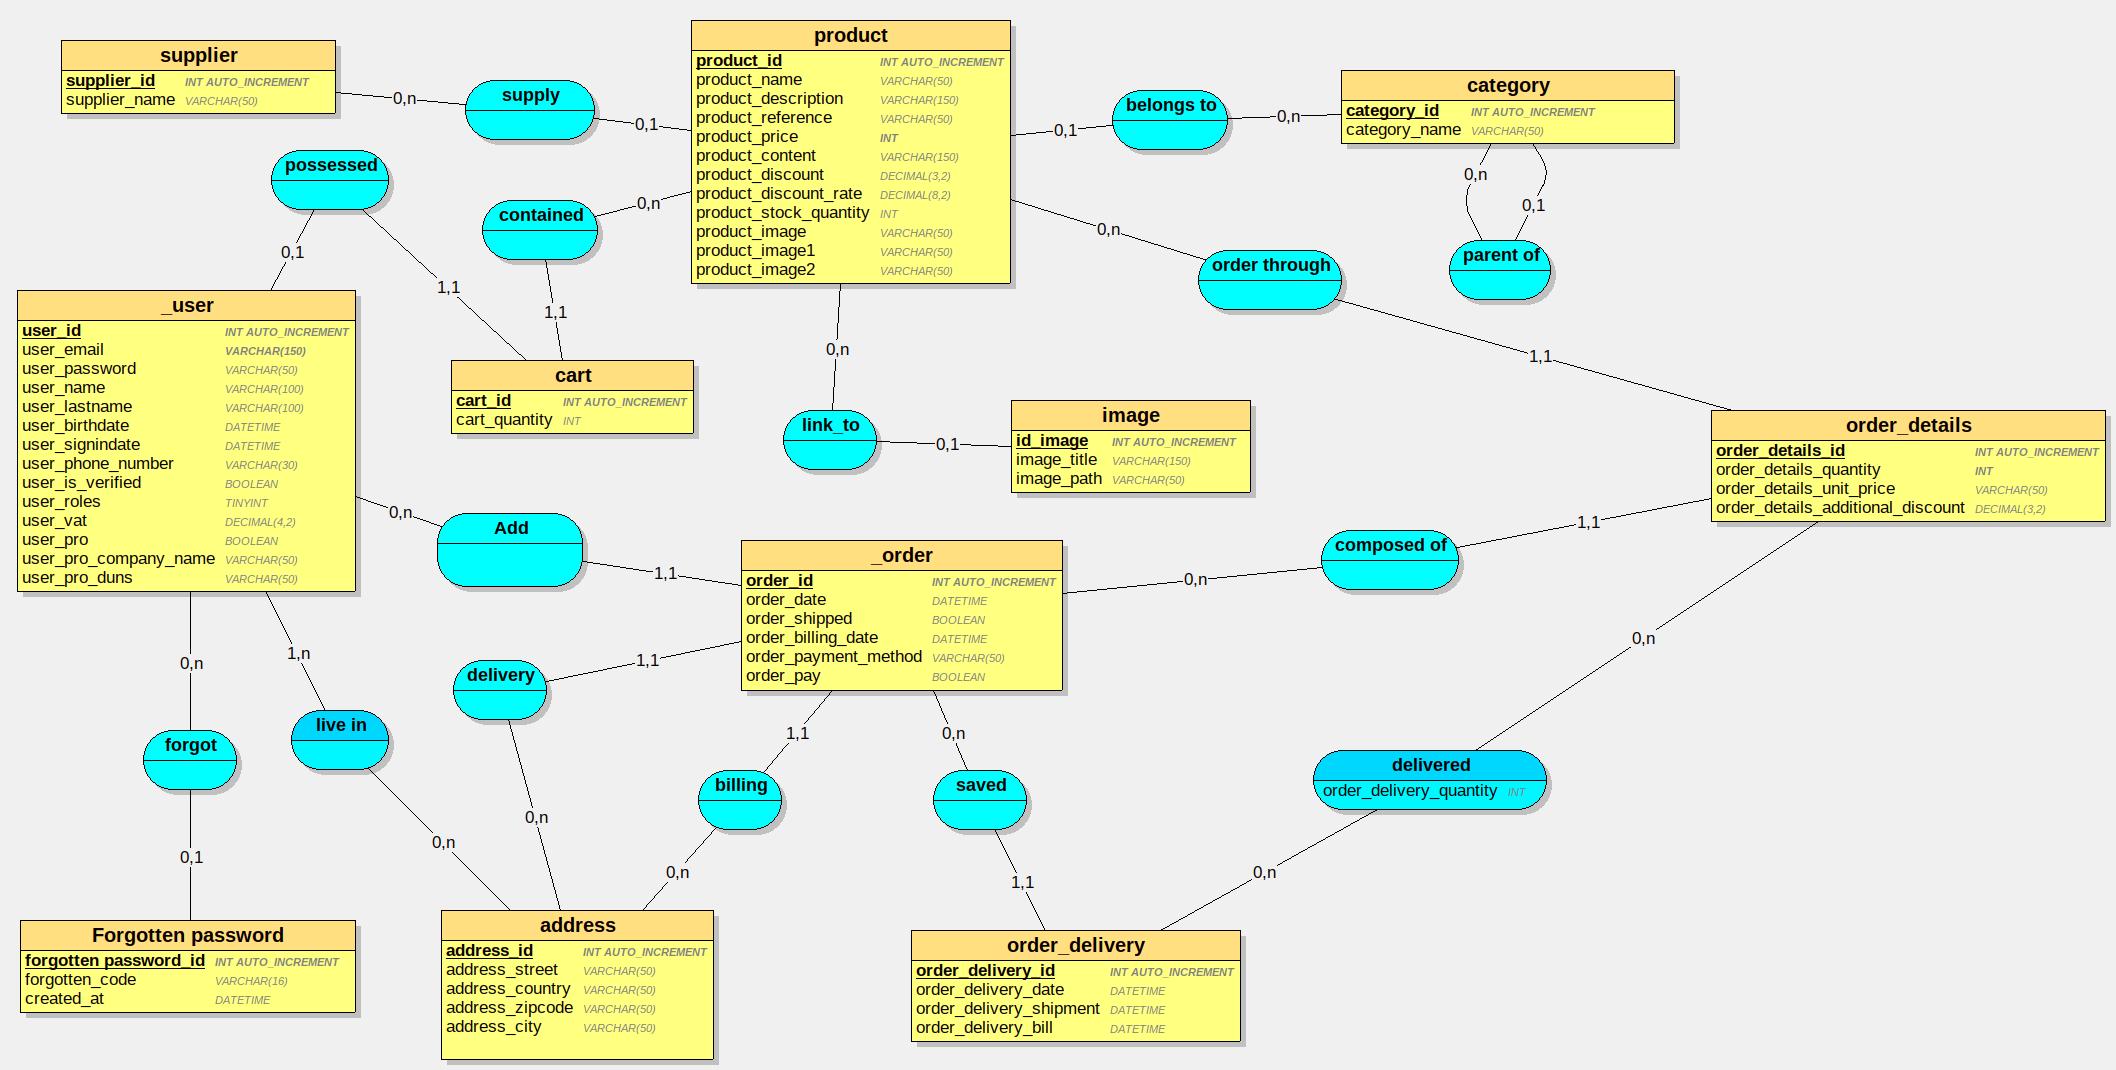 supplier
supplier_id INT AUTO_INCREMENT
supplier_name VARCHAR(50)
0,n
supply
0,1
product
product_id INT AUTO_INCREMENT
product_name VARCHAR(50)
product_description VARCHAR(150)
product_reference VARCHAR(50)
product_price INT
product_content VARCHAR(150)
product_discount DECIMAL(3,2)
product_discount_rate DECIMAL(8,2)
product_stock_quantity INT
product_image VARCHAR(50)
product_image1 VARCHAR(50)
product_image2 VARCHAR(50)
0,1
belongs to
0,n
category
category_id INT AUTO_INCREMENT
category_name VARCHAR(50)
0,n
0,1
parent of
possessed
0,1
1,1
contained
0,n
1,1
0,n
order through
1,1
_user
user_id INT AUTO_INCREMENT
user_email VARCHAR(150)
user_password VARCHAR(50)
user_name VARCHAR(100)
user_lastname VARCHAR(100)
user_birthdate DATETIME
user_signindate DATETIME
user_phone_number VARCHAR(30)
user_is_verified BOOLEAN
user_roles TINYINT
user_vat DECIMAL(4,2)
user_pro BOOLEAN
user_pro_company_name VARCHAR(50)
user_pro_duns VARCHAR(50)
cart
cart_id INT AUTO_INCREMENT
cart_quantity INT
0,n
link_to
0,1
image
id_image INT AUTO_INCREMENT
image_title VARCHAR(150)
image_path VARCHAR(50)
order_details
order_details_id INT AUTO_INCREMENT
order_details_quantity INT
order_details_unit_price VARCHAR(50)
order_details_additional_discount DECIMAL(3,2)
0,n
Add
1,1
_order
order_id INT AUTO_INCREMENT
order_date DATETIME
order_shipped BOOLEAN
order_billing_date DATETIME
order_payment_method VARCHAR(50)
order_pay BOOLEAN
0,n
composed of
1,1
0,n
0,n
1,n
forgot
live in
delivery
1,1
1,1
0,n
billing
saved
delivered
order_delivery_quantity INT
0,1
0,n
0,n
0,n
1,1
0,n
Forgotten password
forgotten password_id INT AUTO_INCREMENT
forgotten_code VARCHAR(16)
created_at DATETIME
address
address_id INT AUTO_INCREMENT
address_street VARCHAR(50)
address_country VARCHAR(50)
address_zipcode VARCHAR(50)
address_city VARCHAR(50)
order_delivery
order_delivery_id INT AUTO_INCREMENT
order_delivery_date DATETIME
order_delivery_shipment DATETIME
order_delivery_bill DATETIME